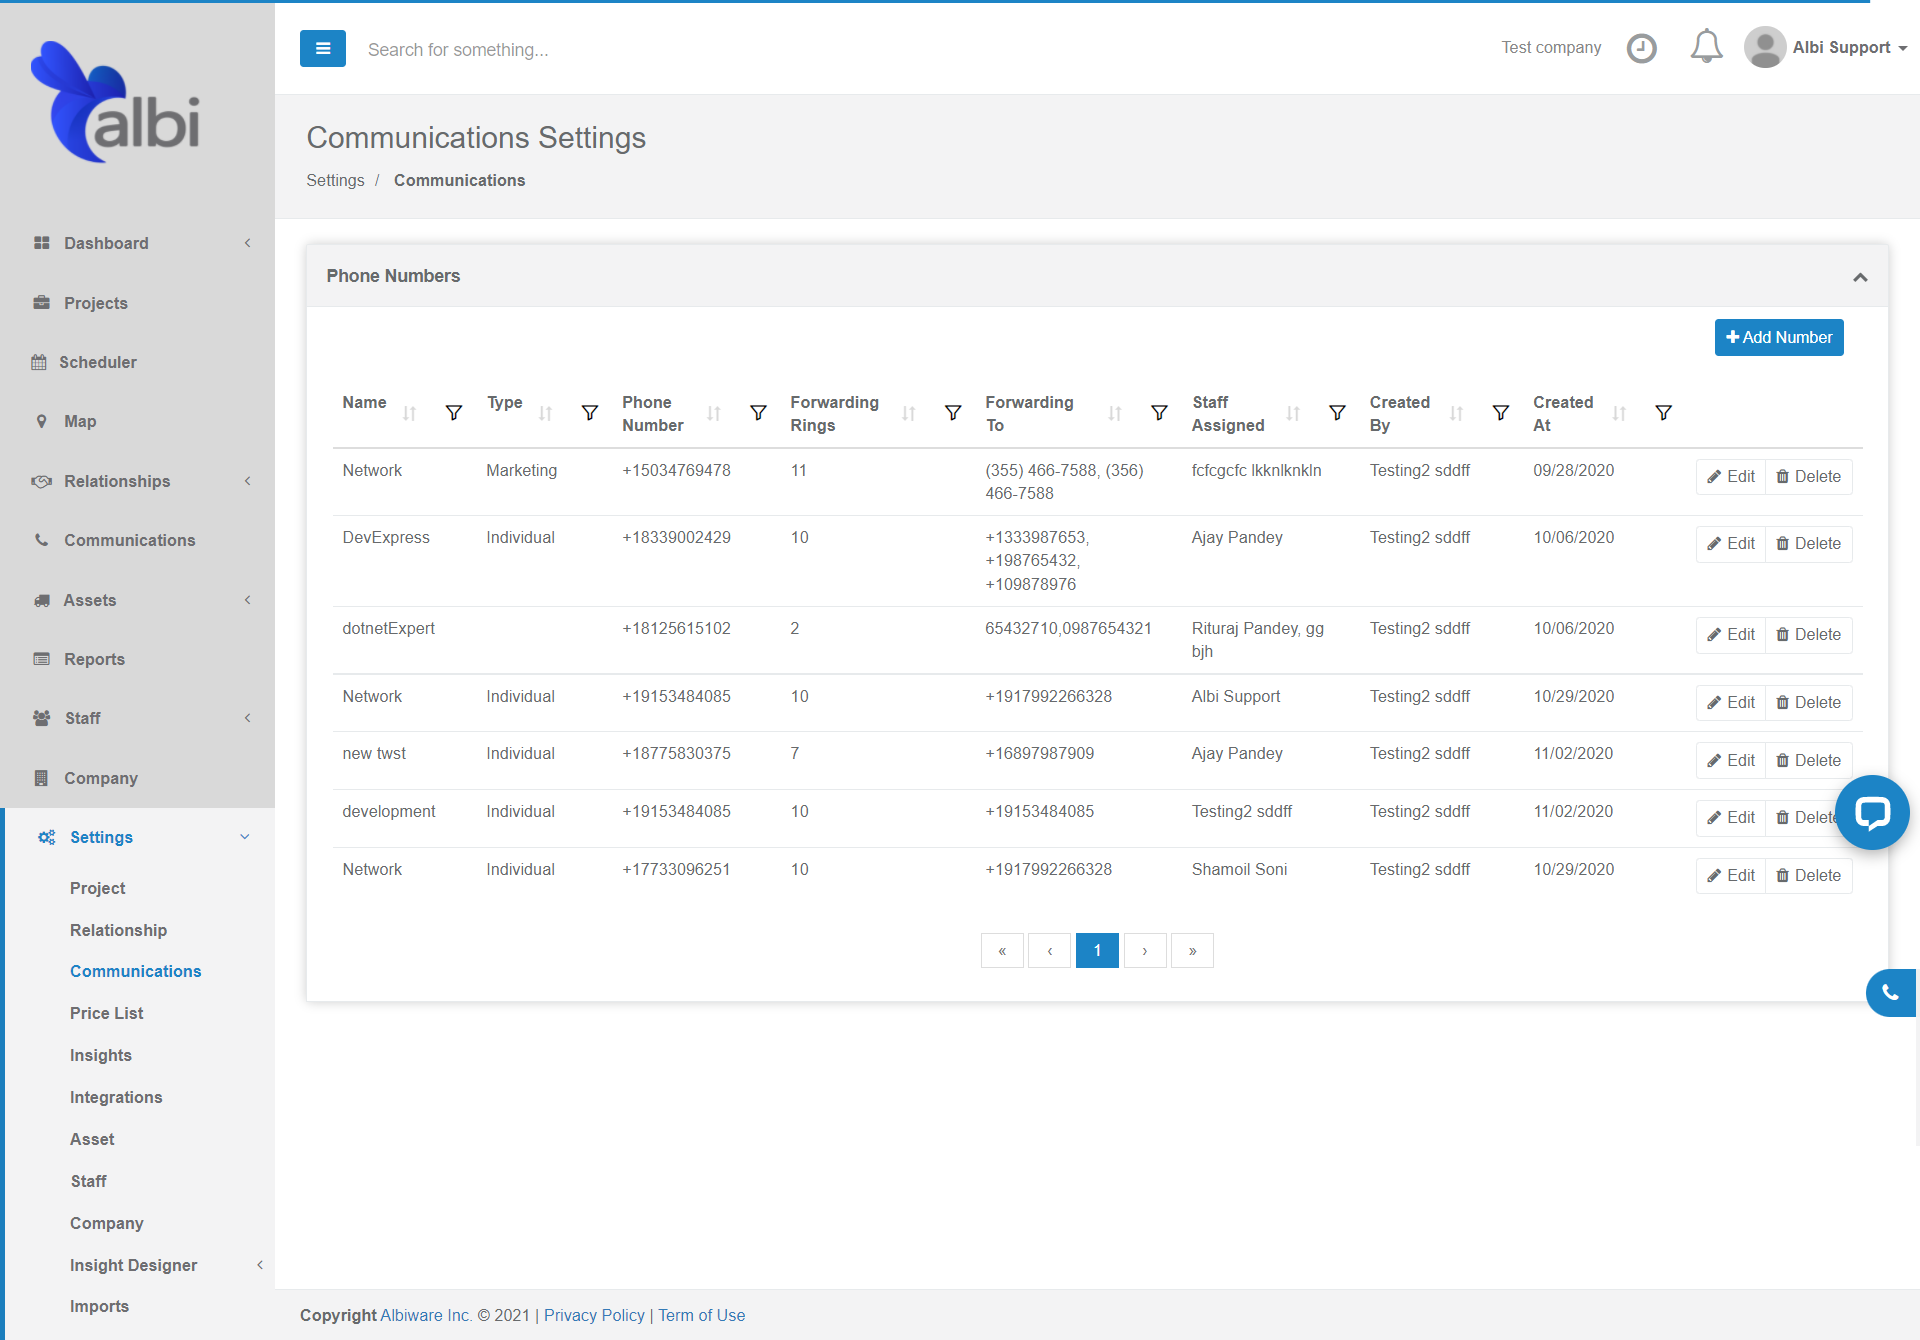 albi
Search for something...
Test company
Albi Support
Communications Settings
Settings / Communications
Dashboard
Projects
Scheduler
Map
Relationships
Communications
Assets
Reports
Staff
Company
Settings
Project
Relationship
Communications
Price List
Insights
Integrations
Asset
Staff
Company
Insight Designer
Imports
Phone Numbers
Add Number
Name Type Phone Number Forwarding Rings Forwarding To Staff Assigned Created By Created At
Network Marketing +15034769478 11 (355) 466-7588, (356) 466-7588 fcfcgcfc lkknlknkln Testing2 sddff 09/28/2020 Edit Delete
DevExpress Individual +18339002429 10 +1333987653, +198765432, +109878976 Ajay Pandey Testing2 sddff 10/06/2020 Edit Delete
dotnetExpert +18125615102 2 65432710,0987654321 Rituraj Pandey, gg bjh Testing2 sddff 10/06/2020 Edit Delete
Network Individual +19153484085 10 +1917992266328 Albi Support Testing2 sddff 10/29/2020 Edit Delete
new twst Individual +18775830375 7 +16897987909 Ajay Pandey Testing2 sddff 11/02/2020 Edit Delete
development Individual +19153484085 10 +19153484085 Testing2 sddff Testing2 sddff 11/02/2020 Edit Delete
Network Individual +17733096251 10 +1917992266328 Shamoil Soni Testing2 sddff 10/29/2020 Edit Delete
« ‹ 1 › »
Copyright Albiware Inc. © 2021 | Privacy Policy | Term of Use